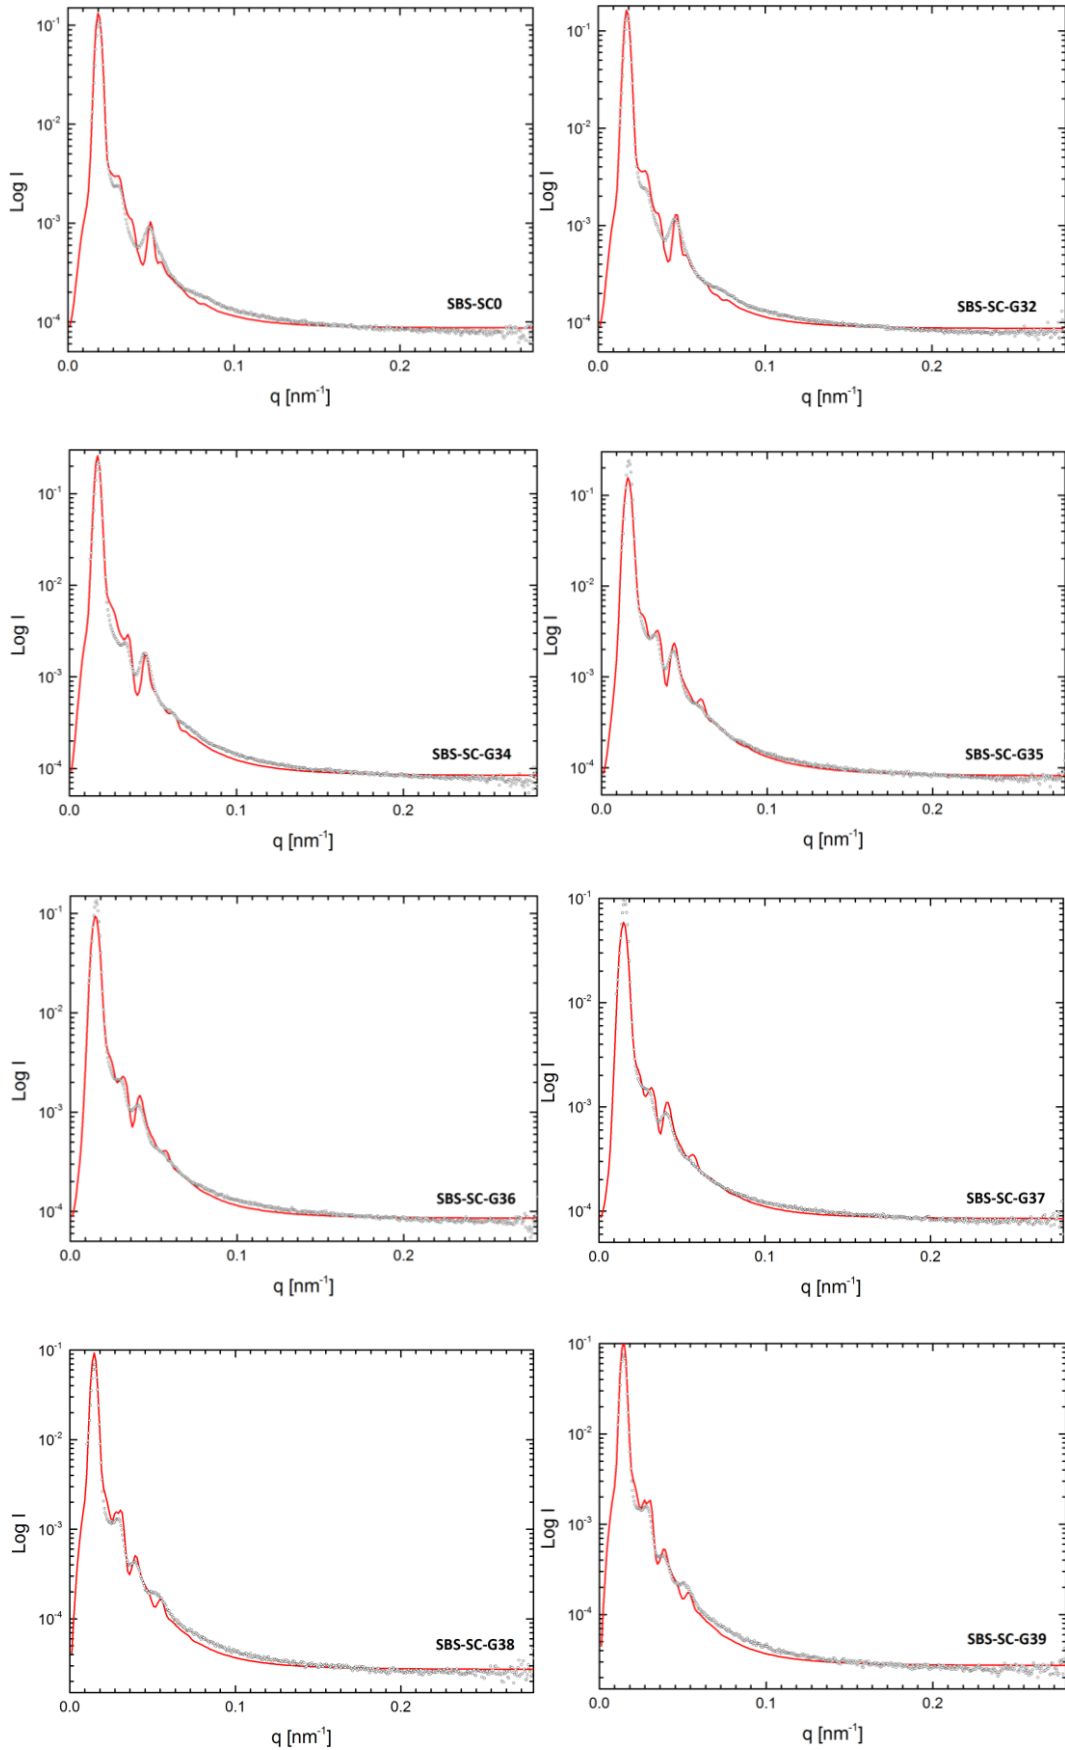 10⁻¹
10⁻²
10⁻³
10⁻⁴
Log I
SBS-SC0
0.0 0.1 0.2
q [nm⁻¹]
10⁻¹
10⁻²
10⁻³
10⁻⁴
Log I
SBS-SC-G32
0.0 0.1 0.2
q [nm⁻¹]
10⁻¹
10⁻²
10⁻³
10⁻⁴
Log I
SBS-SC-G34
0.0 0.1 0.2
q [nm⁻¹]
10⁻¹
10⁻²
10⁻³
10⁻⁴
Log I
SBS-SC-G35
0.0 0.1 0.2
q [nm⁻¹]
10⁻¹
10⁻²
10⁻³
10⁻⁴
Log I
SBS-SC-G36
0.0 0.1 0.2
q [nm⁻¹]
10⁻¹
10⁻²
10⁻³
10⁻⁴
Log I
SBS-SC-G37
0.0 0.1 0.2
q [nm⁻¹]
10⁻¹
10⁻²
10⁻³
10⁻⁴
Log I
SBS-SC-G38
0.0 0.1 0.2
q [nm⁻¹]
10⁻¹
10⁻²
10⁻³
10⁻⁴
Log I
SBS-SC-G39
0.0 0.1 0.2
q [nm⁻¹]